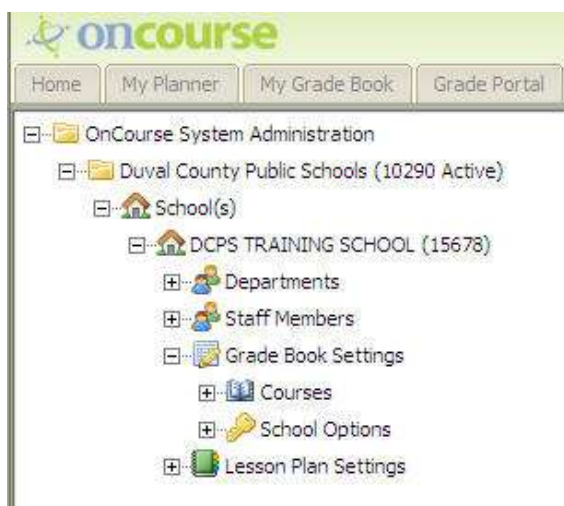 oncourse
Home My Planner My Grade Book Grade Portal
OnCourse System Administration
Duval County Public Schools (10290 Active)
School(s)
DCPS TRAINING SCHOOL (15678)
Departments
Staff Members
Grade Book Settings
Courses
School Options
Lesson Plan Settings